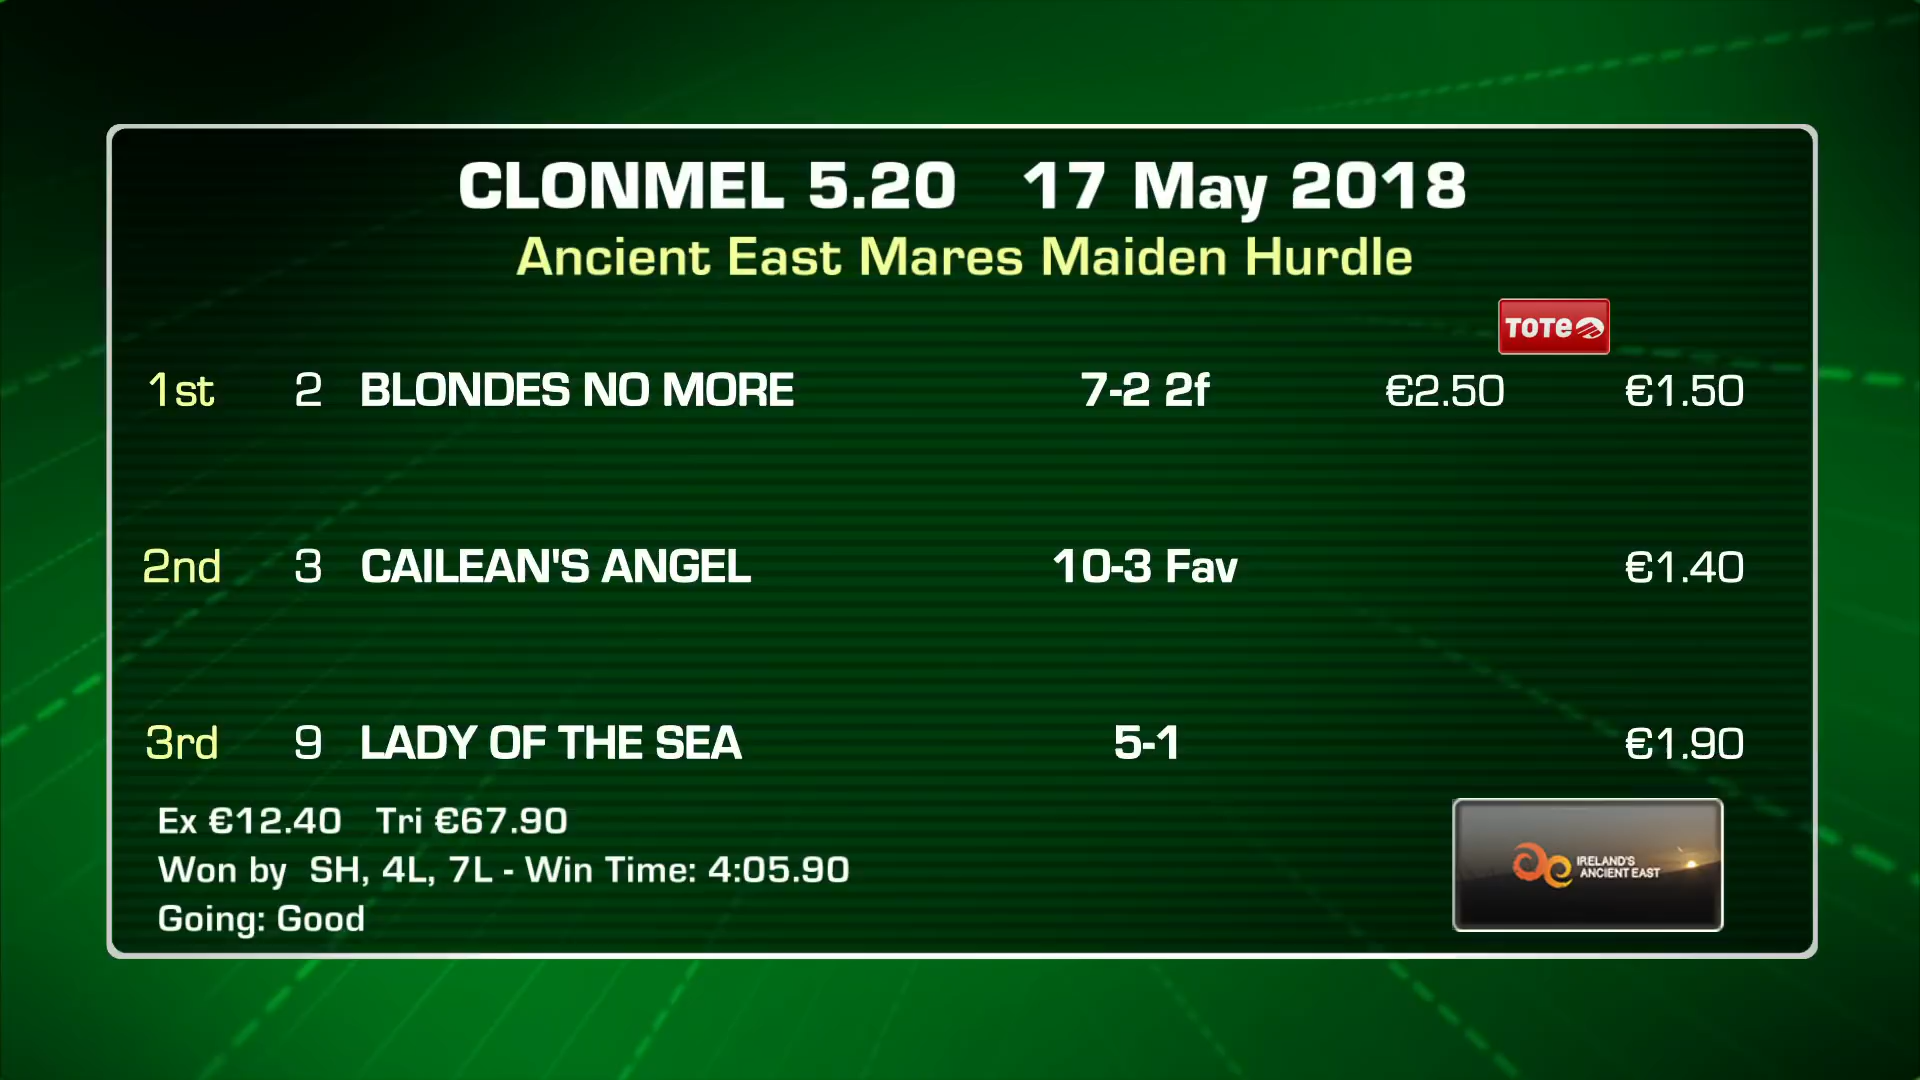 CLONMEL 5.20 17 May 2018
Ancient East Mares Maiden Hurdle
TOTE
1st 2 BLONDES NO MORE 7-2 2f €2.50 €1.50
2nd 3 CAILEAN'S ANGEL 10-3 Fav €1.40
3rd 9 LADY OF THE SEA 5-1 €1.90
Ex €12.40 Tri €67.90
Won by SH, 4L, 7L - Win Time: 4:05.90
Going: Good
IRELAND'S
ANCIENT EAST